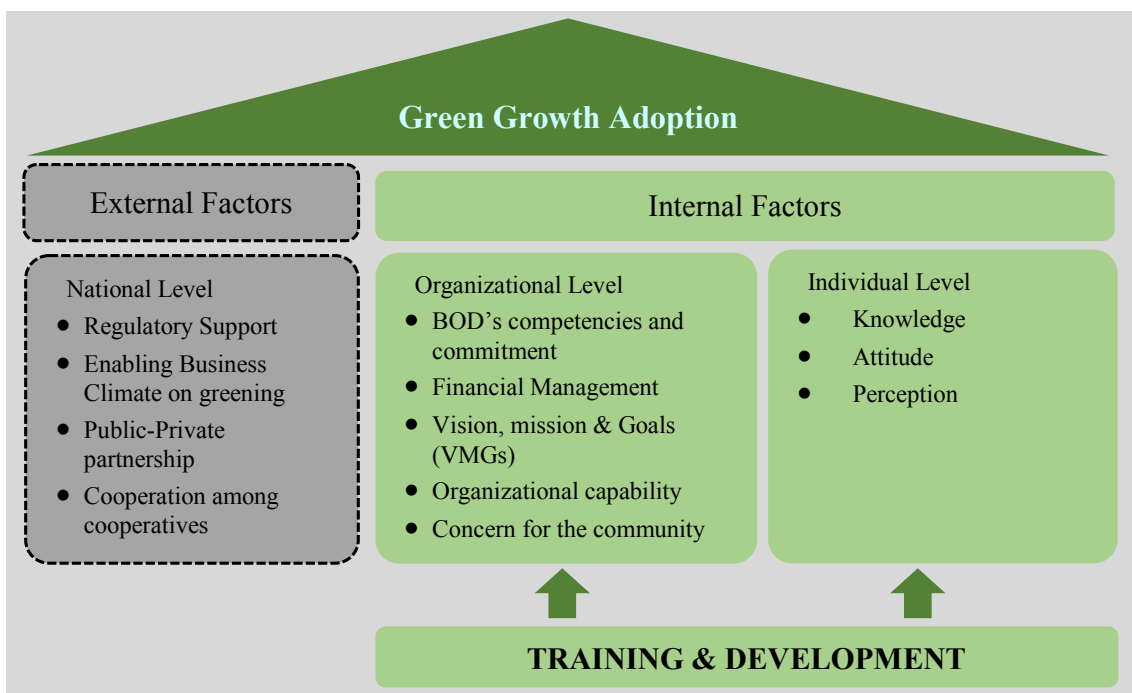 Green Growth Adoption
External Factors
Internal Factors
National Level
● Regulatory Support
● Enabling Business
Climate on greening
● Public-Private
partnership
● Cooperation among
cooperatives
Organizational Level
● BOD’s competencies and
commitment
● Financial Management
● Vision, mission & Goals
(VMGs)
● Organizational capability
● Concern for the community
Individual Level
● Knowledge
● Attitude
● Perception
TRAINING & DEVELOPMENT